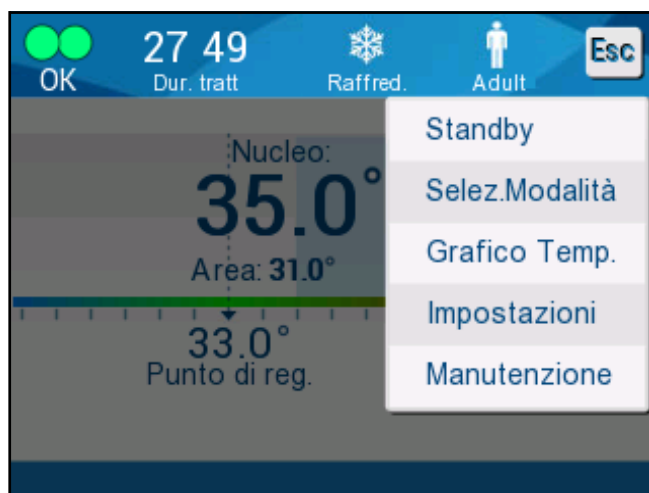 OK
27 49
Dur. tratt
Raffred.
Adult
Esc
Nucleo:
35.0°
Area: 31.0°
33.0°
Punto di reg.
Standby
Selez.Modalità
Grafico Temp.
Impostazioni
Manutenzione